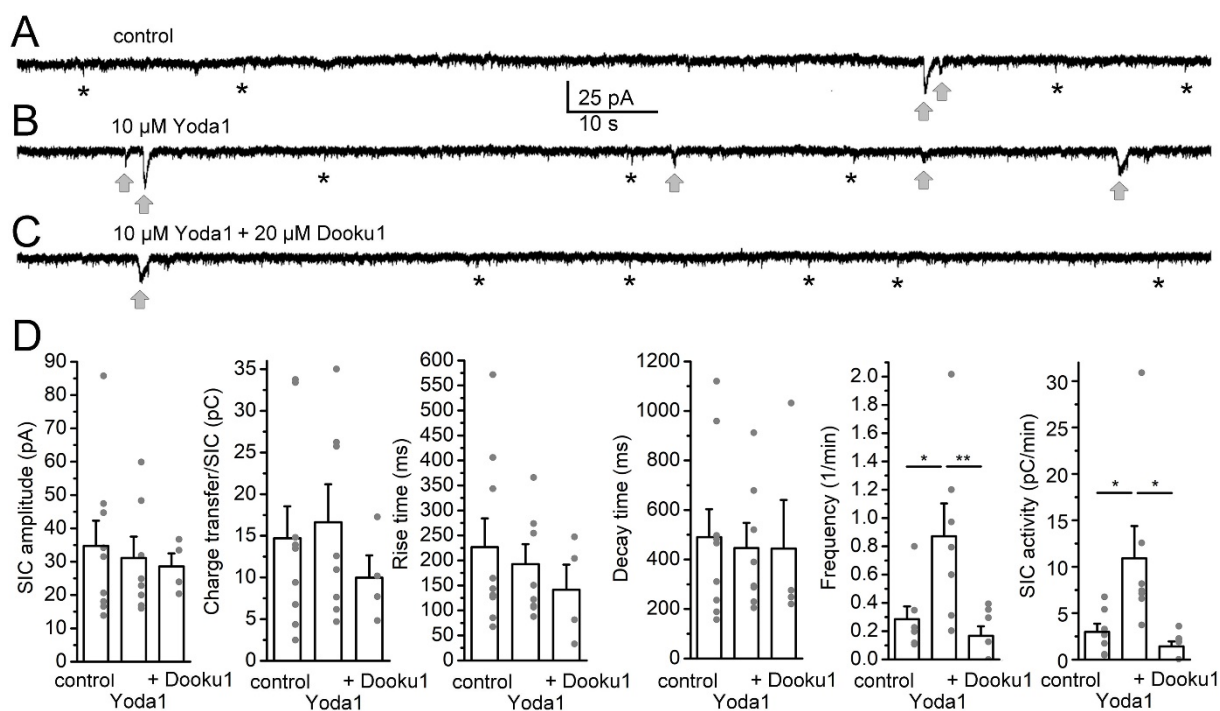 A
control
*
*
*
*
25 pA
10 s
B
10 µM Yoda1
*
*
*
C
10 µM Yoda1 + 20 µM Dooku1
*
*
*
*
*
D
SIC amplitude (pA)
90
80
70
60
50
40
30
20
10
0
control
Yoda1
+ Dooku1
Charge transfer/SIC (pC)
35
30
25
20
15
10
5
0
control
Yoda1
+ Dooku1
Rise time (ms)
600
550
500
450
400
350
300
250
200
150
100
50
0
control
Yoda1
+ Dooku1
Decay time (ms)
1200
1000
800
600
400
200
0
control
Yoda1
+ Dooku1
Frequency (1/min)
2.0
1.8
1.6
1.4
1.2
1.0
0.8
0.6
0.4
0.2
0.0
*
**
control
Yoda1
+ Dooku1
SIC activity (pC/min)
30
25
20
15
10
5
0
*
*
control
Yoda1
+ Dooku1